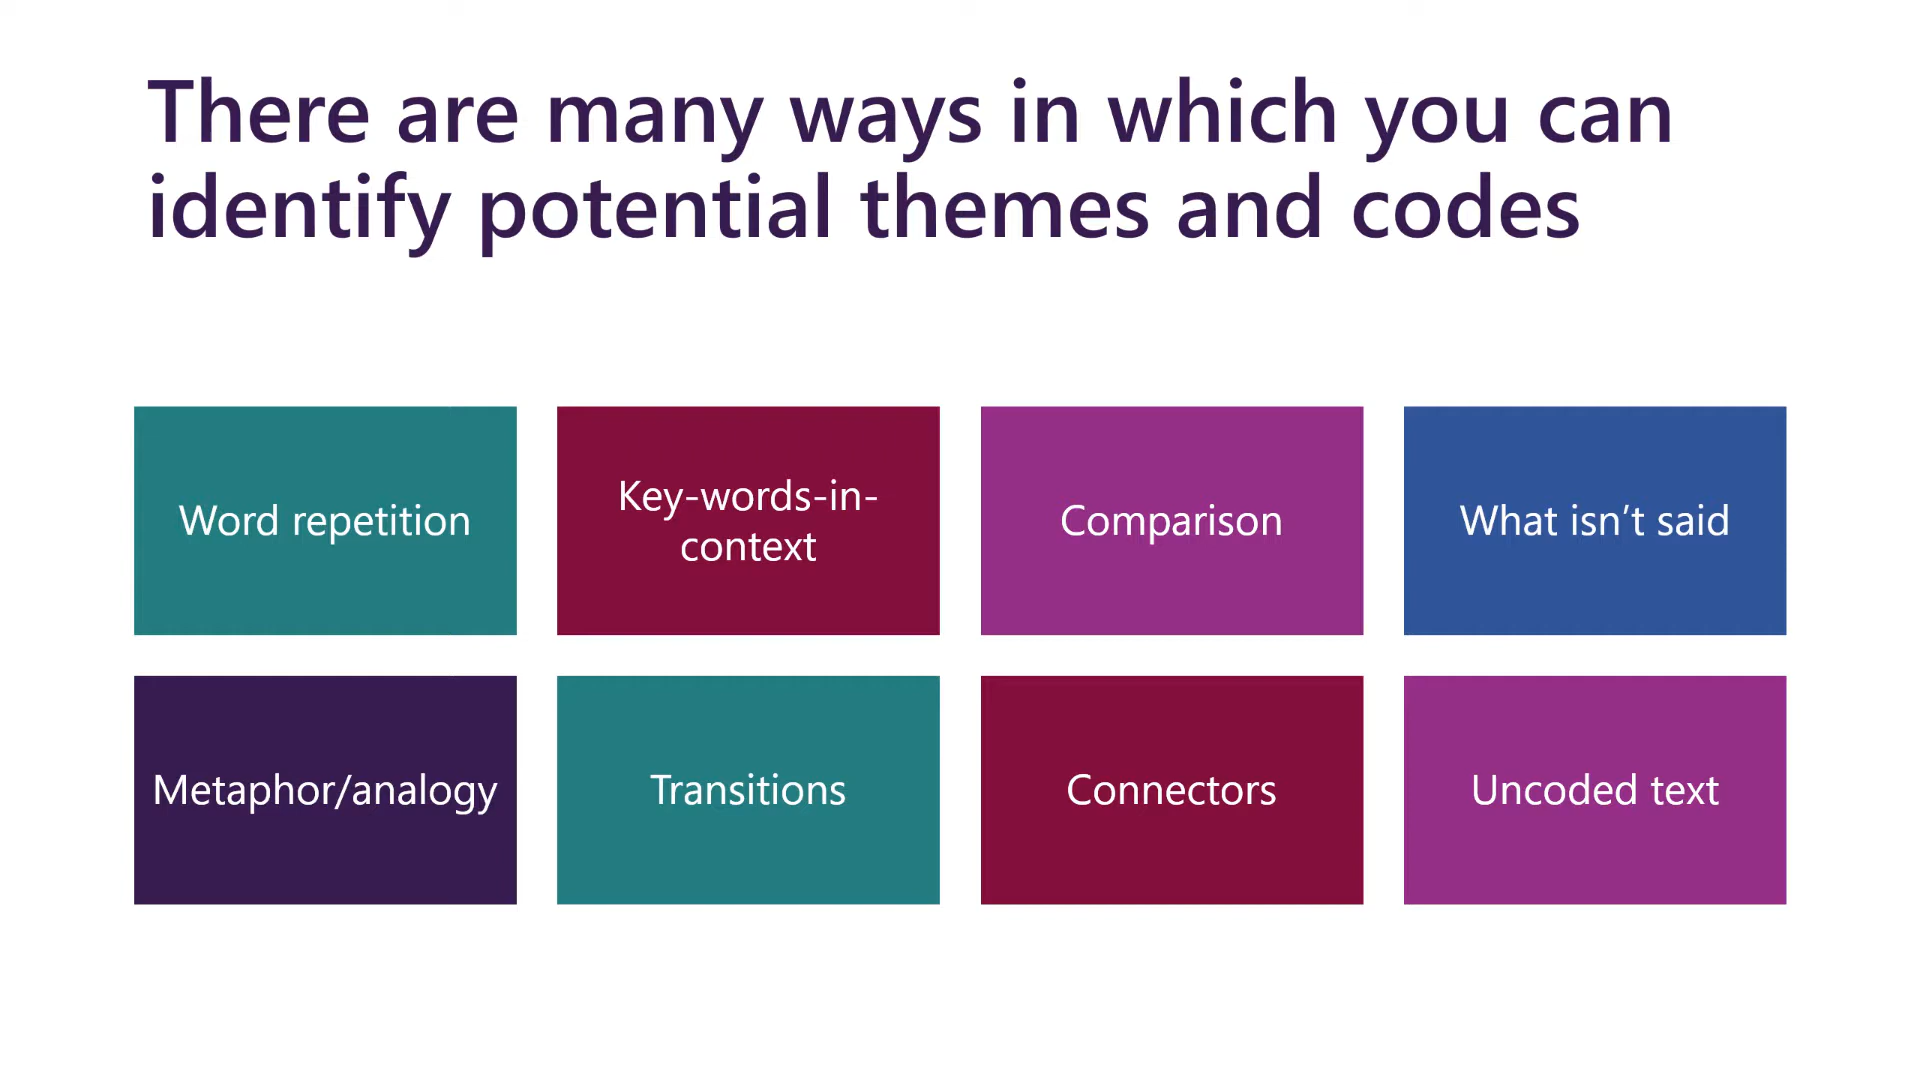 There are many ways in which you can
identify potential themes and codes
Word repetition
Key-words-in-
context
Comparison
What isn’t said
Metaphor/analogy
Transitions
Connectors
Uncoded text